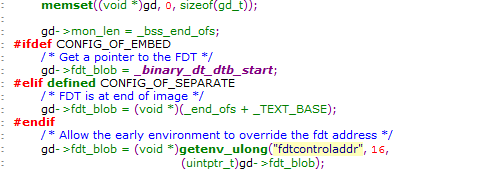 : memset((void *)gd, 0, sizeof(gd_t));
:
: gd->mon_len = _bss_end_ofs;
: #ifdef CONFIG_OF_EMBED
: /* Get a pointer to the FDT */
: gd->fdt_blob = _binary_dt_dtb_start;
: #elif defined CONFIG_OF_SEPARATE
: /* FDT is at end of image */
: gd->fdt_blob = (void *)(_end_ofs + _TEXT_BASE);
: #endif
: /* Allow the early environment to override the fdt address */
: gd->fdt_blob = (void *)getenv_ulong("fdtcontroladdr", 16,
: (uintptr_t)gd->fdt_blob);